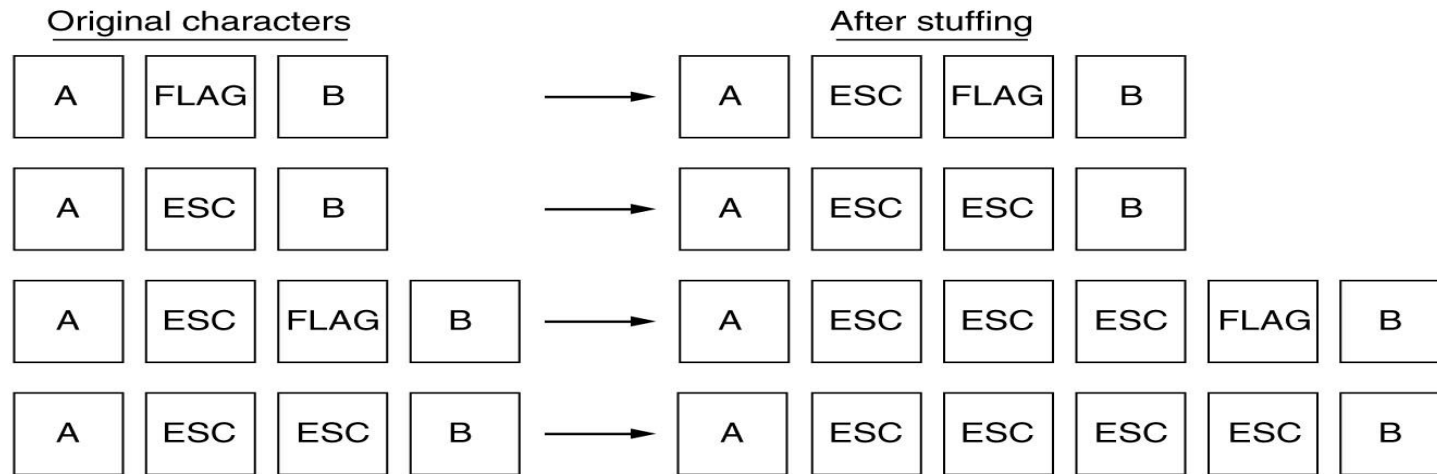 Original characters After stuffing
A FLAG B A ESC FLAG B
A ESC B A ESC ESC B
A ESC FLAG B A ESC ESC ESC FLAG B
A ESC ESC B A ESC ESC ESC ESC B